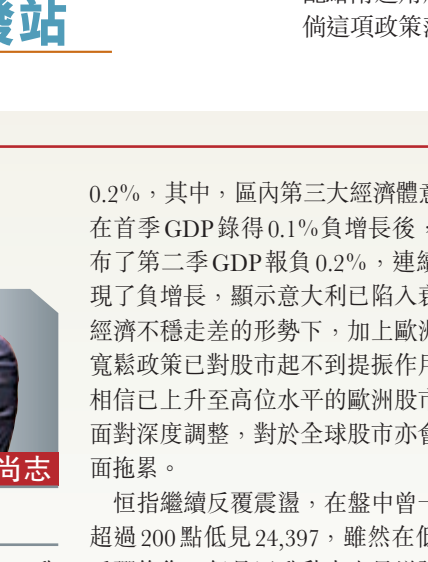 站
倘這項政策
0.2%，其中，區內第三大經濟體意
在首季GDP錄得0.1%負增長後，
布了第二季GDP報負0.2%，連續
現了負增長，顯示意大利已陷入衰
經濟不穩走差的形勢下，加上歐洲
寬鬆政策已對股市起不到提振作用
相信已上升至高位水平的歐洲股市
面對深度調整，對於全球股市亦會
面拖累。
恒指繼續反覆震盪，在盤中曾一
超過200點低見24,397，雖然在低
尚志